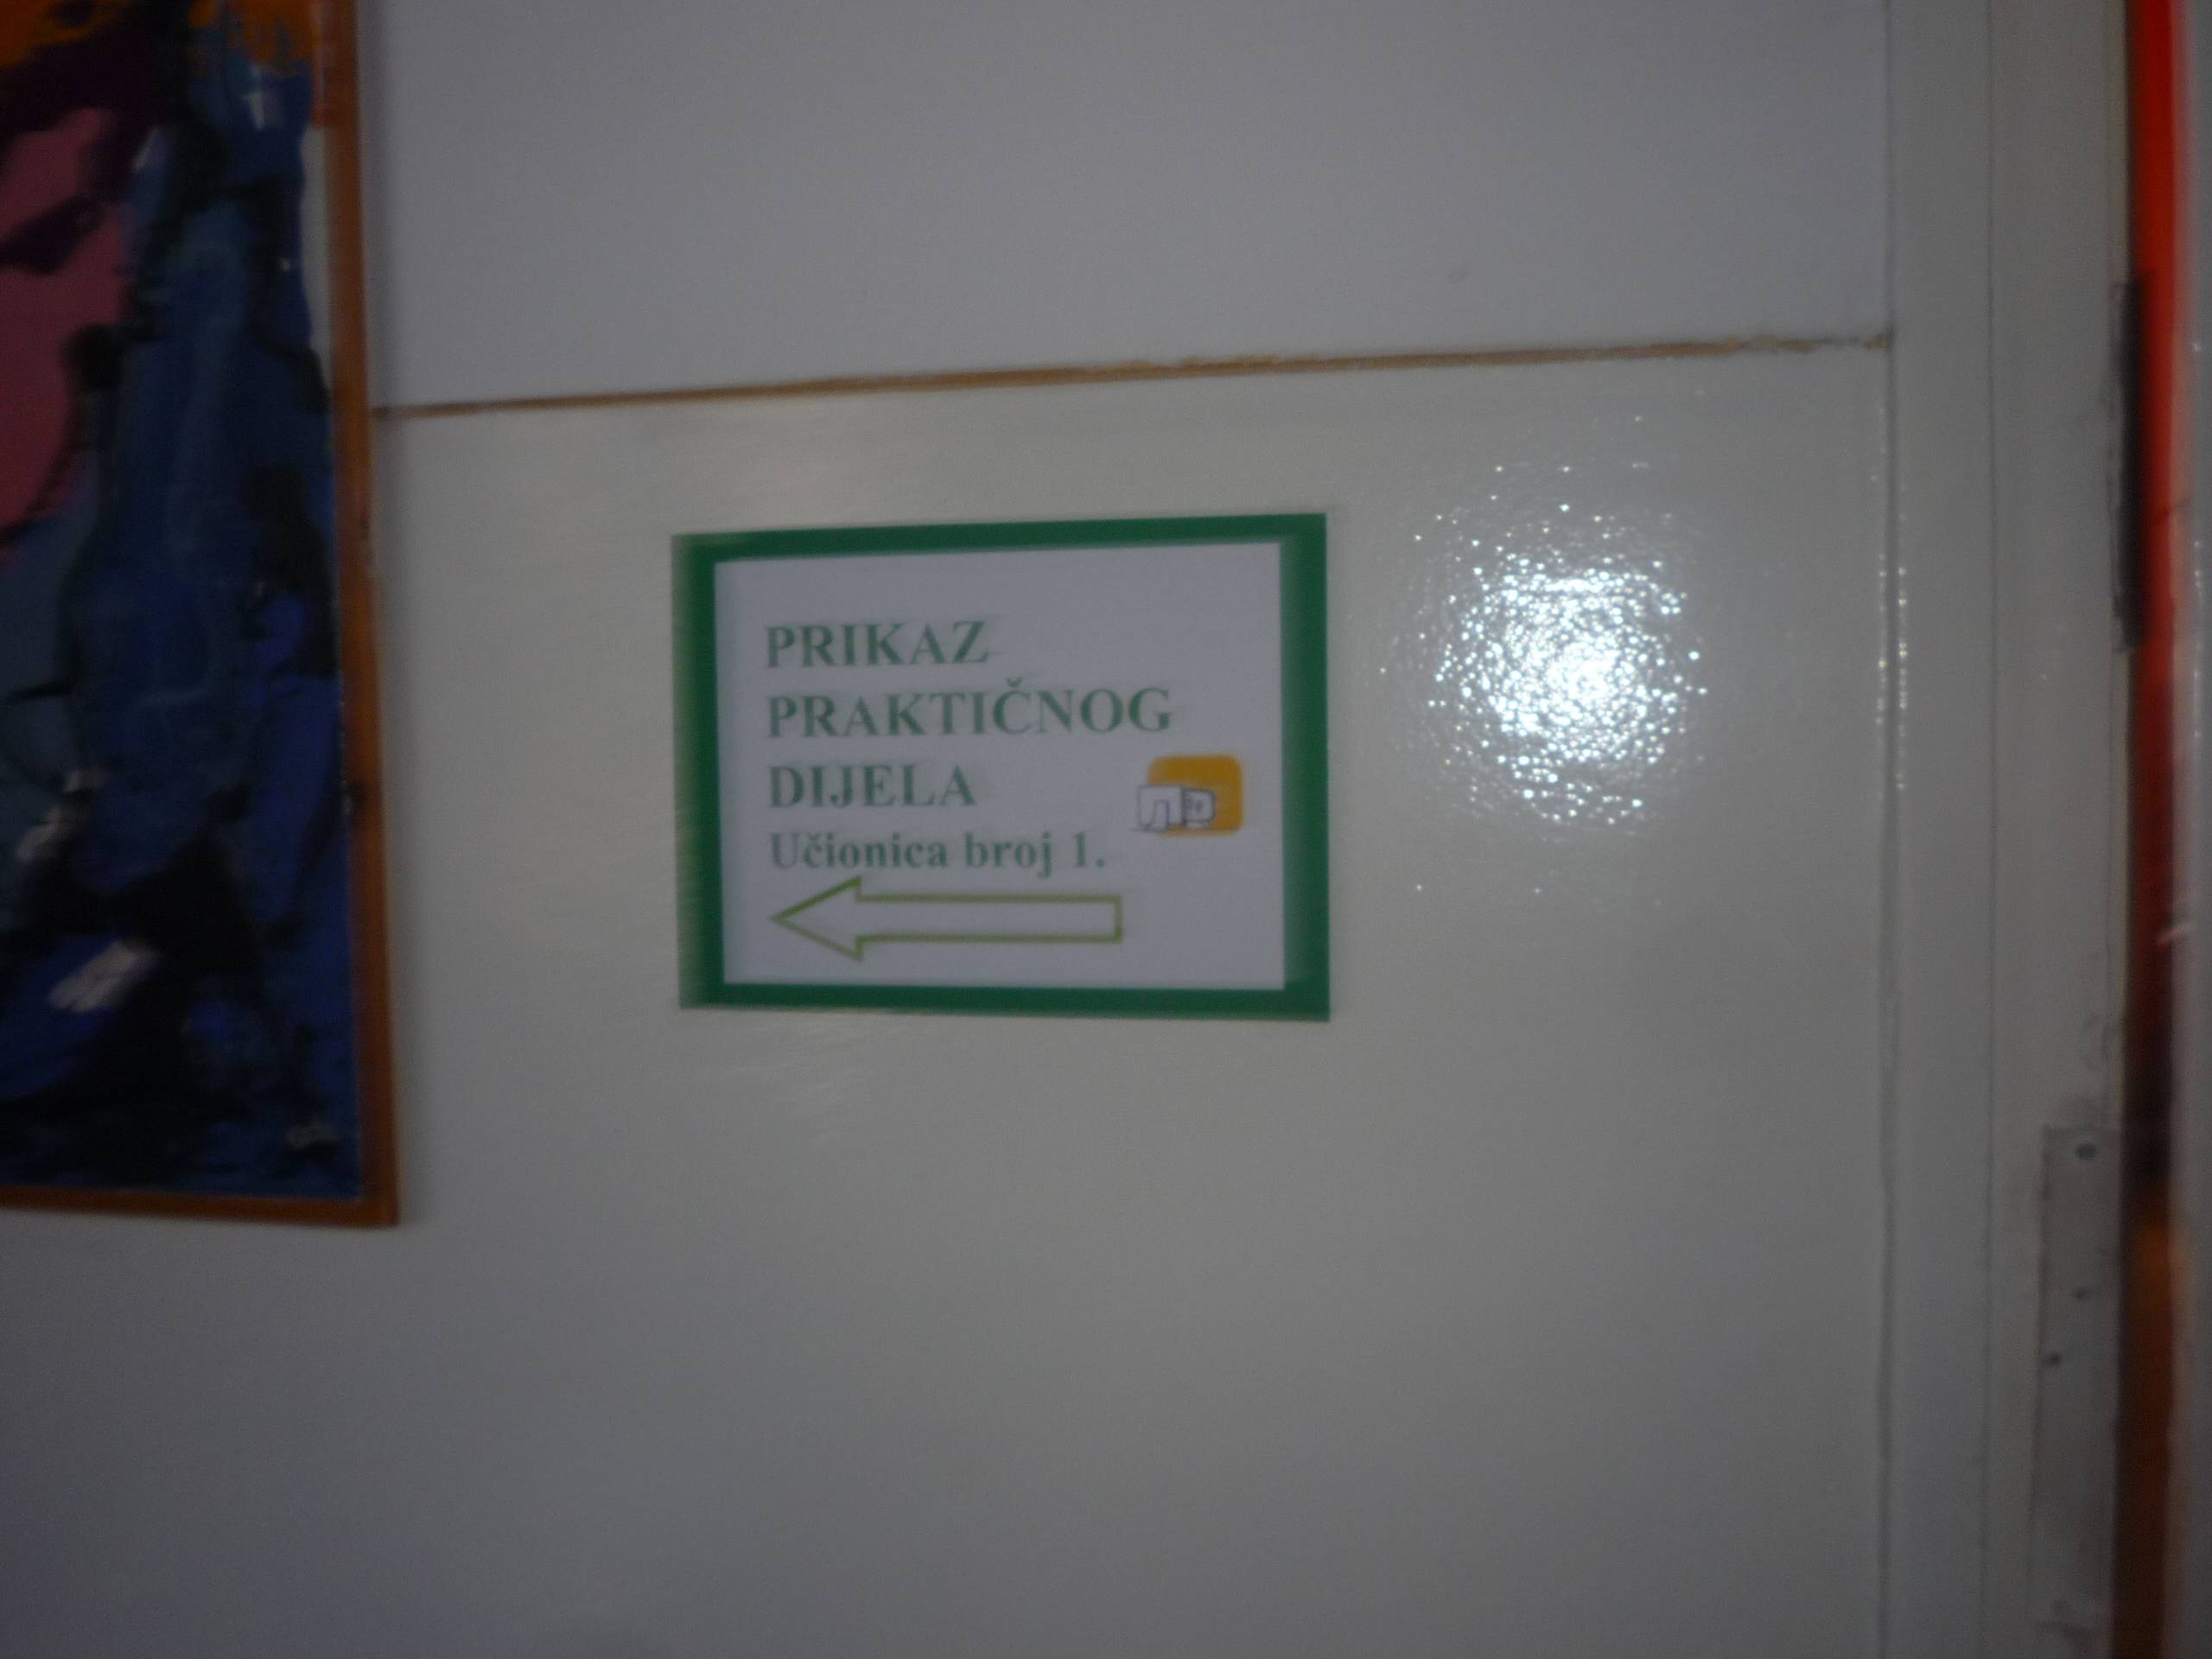 PRIKAZ
PRAKTIČNOG
DIJELA
Učionica broj 1.